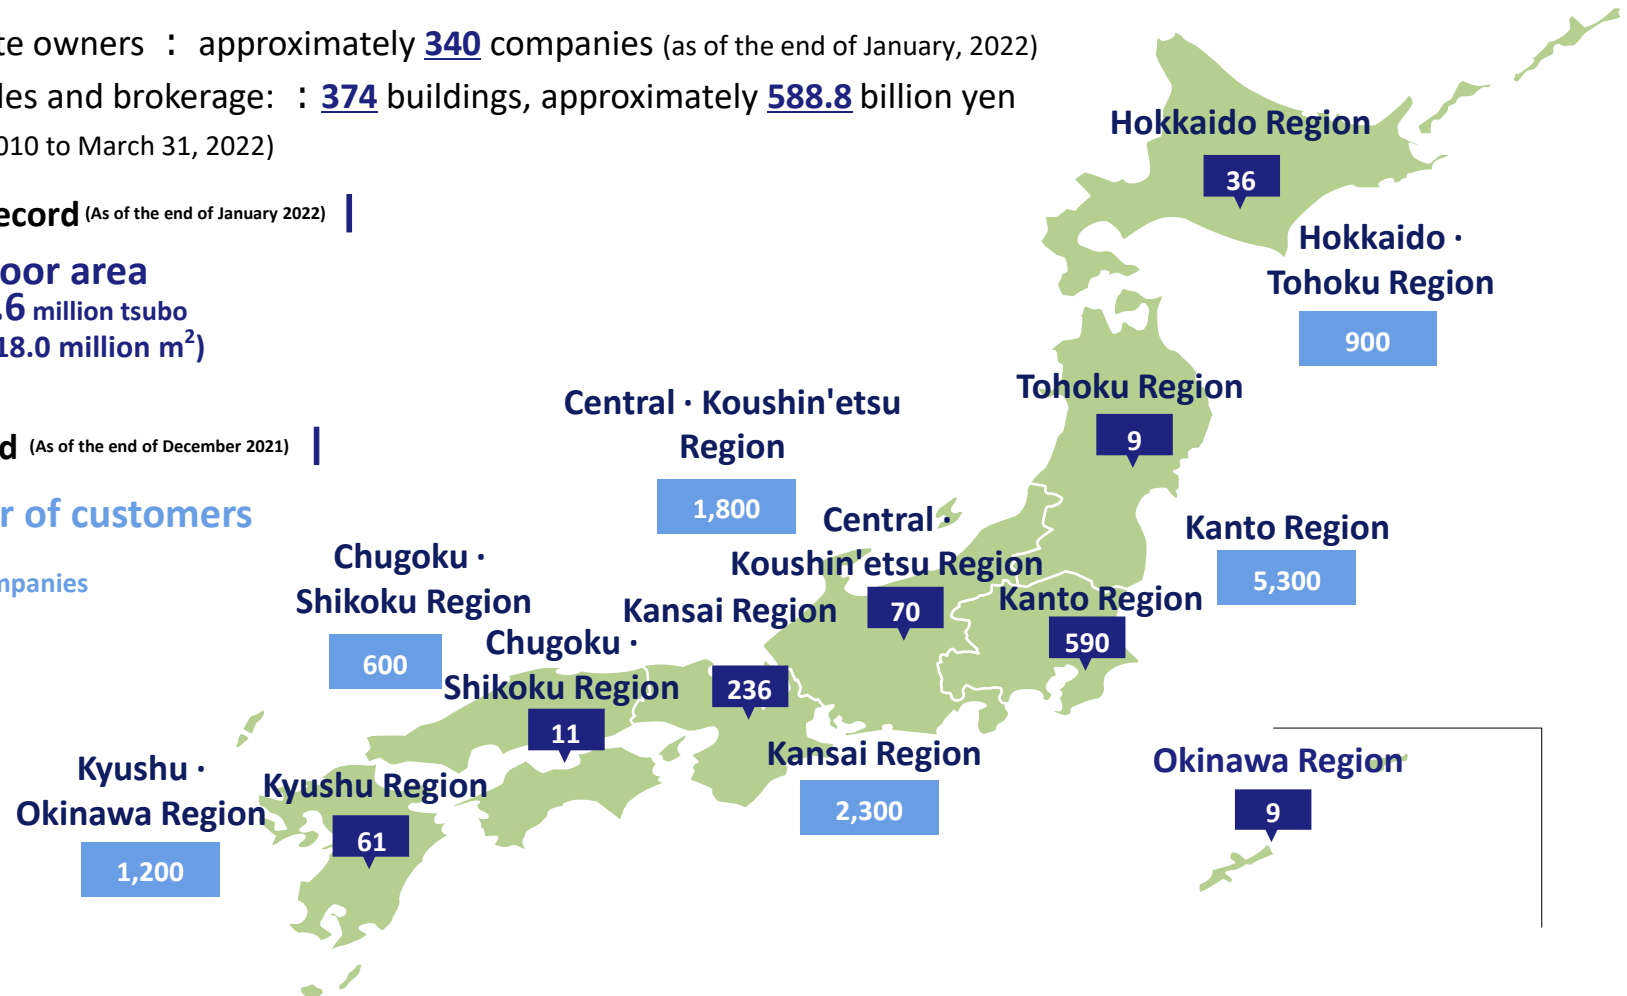 te owners : approximately 340 companies (as of the end of January, 2022)
les and brokerage: : 374 buildings, approximately 588.8 billion yen
010 to March 31, 2022)
ecord (As of the end of January 2022)
oor area
.6 million tsubo
18.0 million m²)
d (As of the end of December 2021)
r of customers
mpanies
Hokkaido Region
36
Hokkaido ·
Tohoku Region
900
Tohoku Region
9
Central · Koushin'etsu
Region
1,800
Central ·
Koushin'etsu Region
70
Kanto Region
5,300
Kanto Region
590
Chugoku ·
Shikoku Region
600
Kansai Region
236
Chugoku ·
Shikoku Region
11
Kansai Region
2,300
Kyushu ·
Okinawa Region
1,200
Kyushu Region
61
Okinawa Region
9